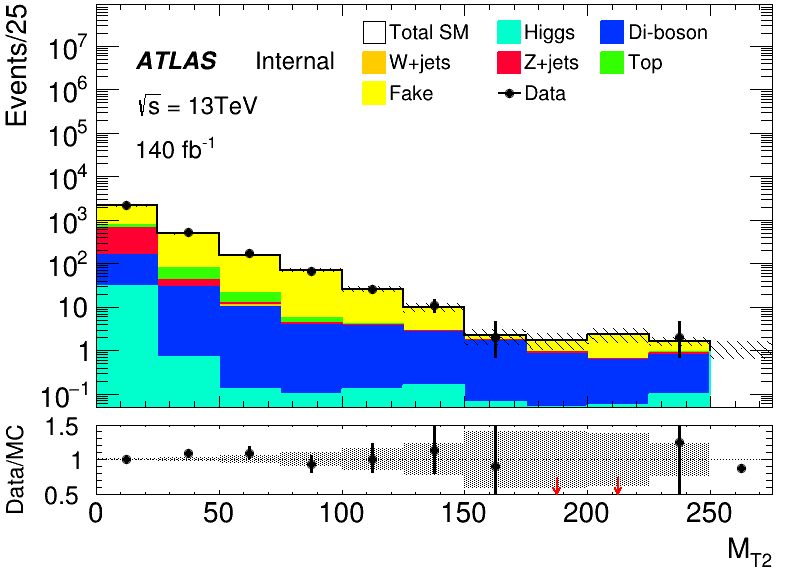 Events/25
10⁷
10⁶
10⁵
10⁴
10³
10²
10
1
10⁻¹
ATLAS Internal
√s = 13TeV
140 fb⁻¹
Total SM Higgs Di-boson
W+jets Z+jets Top
Fake Data
Data/MC
1.5
1
0.5
0 50 100 150 200 250
M_T2